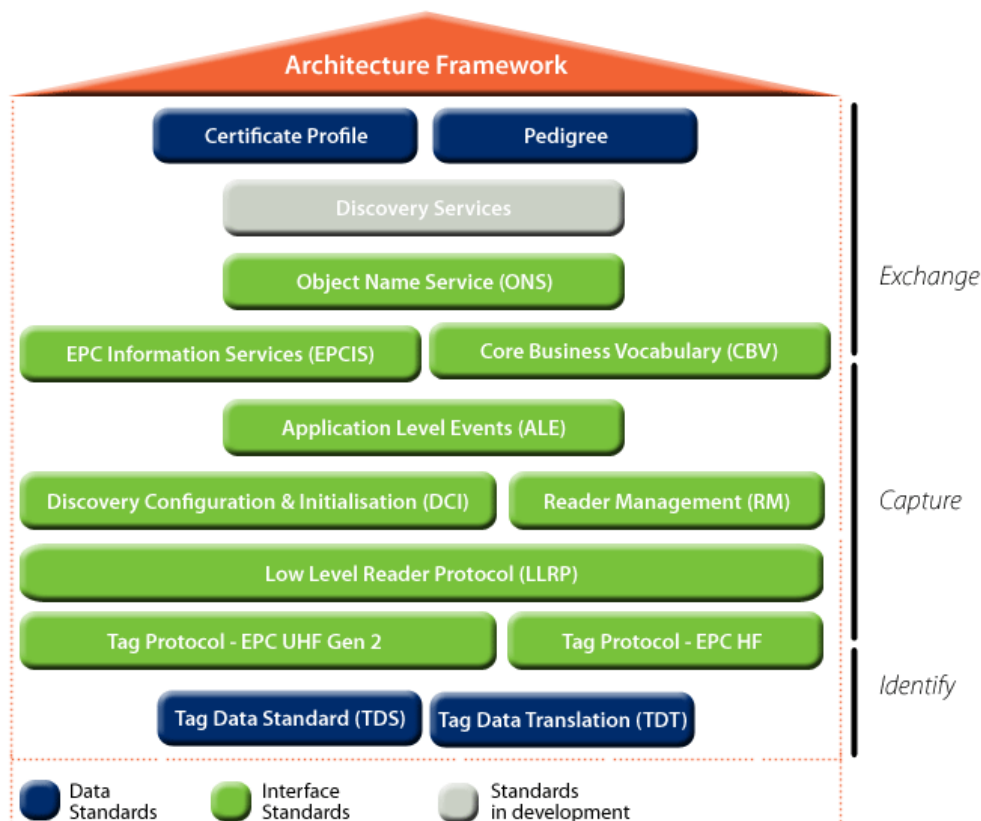 Architecture Framework
Certificate Profile
Pedigree
Discovery Services
Object Name Service (ONS)
Exchange
EPC Information Services (EPCIS)
Core Business Vocabulary (CBV)
Application Level Events (ALE)
Discovery Configuration & Initialisation (DCI)
Reader Management (RM)
Capture
Low Level Reader Protocol (LLRP)
Tag Protocol - EPC UHF Gen 2
Tag Protocol - EPC HF
Identify
Tag Data Standard (TDS)
Tag Data Translation (TDT)
Data
Standards
Interface
Standards
Standards
in development